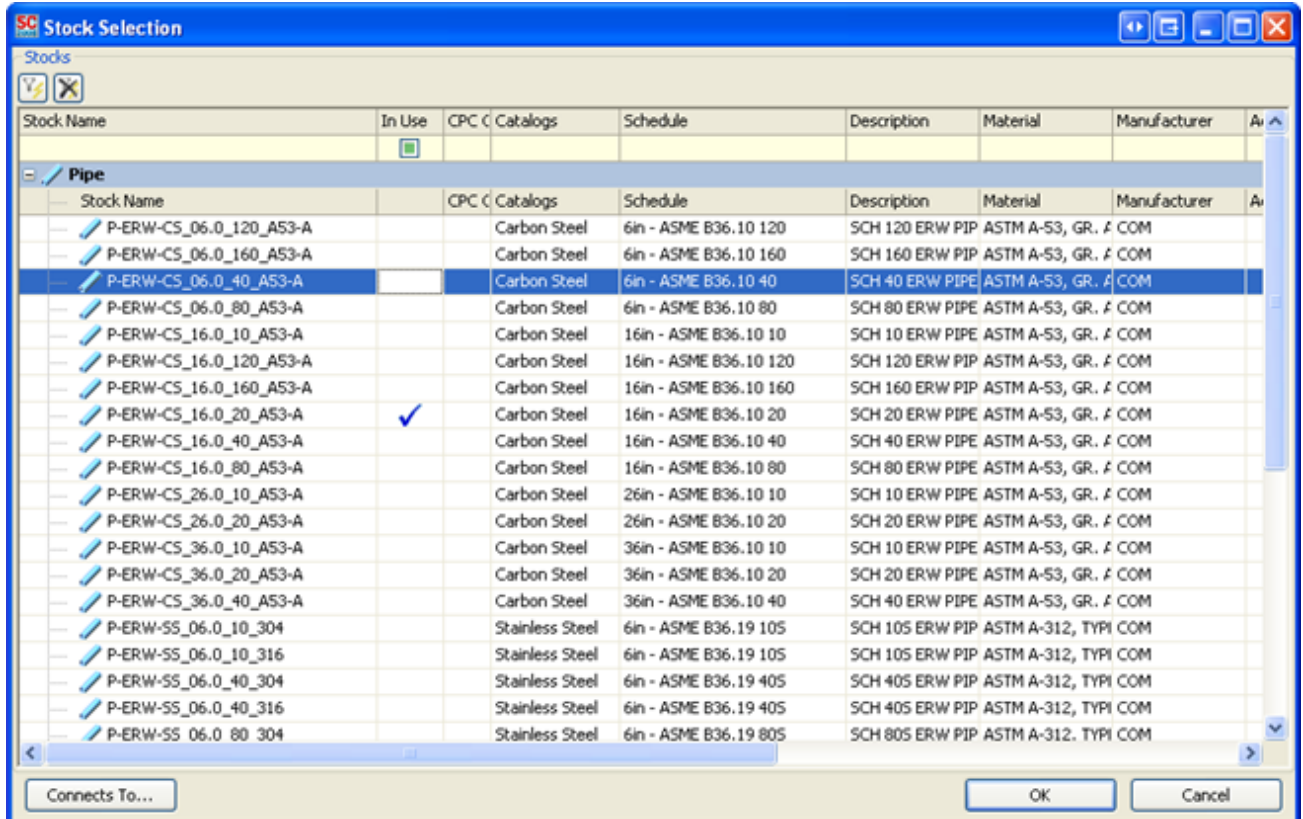 SC Stock Selection
Stocks
Stock Name In Use CPC C Catalogs Schedule Description Material Manufacturer A
Pipe
Stock Name CPC C Catalogs Schedule Description Material Manufacturer A
P-ERW-CS_06.0_120_A53-A Carbon Steel 6in - ASME B36.10 120 SCH 120 ERW PIP ASTM A-53, GR. A COM
P-ERW-CS_06.0_160_A53-A Carbon Steel 6in - ASME B36.10 160 SCH 160 ERW PIP ASTM A-53, GR. A COM
P-ERW-CS_06.0_40_A53-A Carbon Steel 6in - ASME B36.10 40 SCH 40 ERW PIPE ASTM A-53, GR. A COM
P-ERW-CS_06.0_80_A53-A Carbon Steel 6in - ASME B36.10 80 SCH 80 ERW PIPE ASTM A-53, GR. A COM
P-ERW-CS_16.0_10_A53-A Carbon Steel 16in - ASME B36.10 10 SCH 10 ERW PIPE ASTM A-53, GR. A COM
P-ERW-CS_16.0_120_A53-A Carbon Steel 16in - ASME B36.10 120 SCH 120 ERW PIP ASTM A-53, GR. A COM
P-ERW-CS_16.0_160_A53-A Carbon Steel 16in - ASME B36.10 160 SCH 160 ERW PIP ASTM A-53, GR. A COM
P-ERW-CS_16.0_20_A53-A Carbon Steel 16in - ASME B36.10 20 SCH 20 ERW PIPE ASTM A-53, GR. A COM
P-ERW-CS_16.0_40_A53-A Carbon Steel 16in - ASME B36.10 40 SCH 40 ERW PIPE ASTM A-53, GR. A COM
P-ERW-CS_16.0_80_A53-A Carbon Steel 16in - ASME B36.10 80 SCH 80 ERW PIPE ASTM A-53, GR. A COM
P-ERW-CS_26.0_10_A53-A Carbon Steel 26in - ASME B36.10 10 SCH 10 ERW PIPE ASTM A-53, GR. A COM
P-ERW-CS_26.0_20_A53-A Carbon Steel 26in - ASME B36.10 20 SCH 20 ERW PIPE ASTM A-53, GR. A COM
P-ERW-CS_36.0_10_A53-A Carbon Steel 36in - ASME B36.10 10 SCH 10 ERW PIPE ASTM A-53, GR. A COM
P-ERW-CS_36.0_20_A53-A Carbon Steel 36in - ASME B36.10 20 SCH 20 ERW PIPE ASTM A-53, GR. A COM
P-ERW-CS_36.0_40_A53-A Carbon Steel 36in - ASME B36.10 40 SCH 40 ERW PIPE ASTM A-53, GR. A COM
P-ERW-SS_06.0_10_304 Stainless Steel 6in - ASME B36.19 10S SCH 10S ERW PIP ASTM A-312, TYPE COM
P-ERW-SS_06.0_10_316 Stainless Steel 6in - ASME B36.19 10S SCH 10S ERW PIP ASTM A-312, TYPE COM
P-ERW-SS_06.0_40_304 Stainless Steel 6in - ASME B36.19 40S SCH 40S ERW PIP ASTM A-312, TYPE COM
P-ERW-SS_06.0_40_316 Stainless Steel 6in - ASME B36.19 40S SCH 40S ERW PIP ASTM A-312, TYPE COM
P-ERW-SS_06.0_80_304 Stainless Steel 6in - ASME B36.19 80S SCH 80S ERW PIP ASTM A-312, TYPE COM
Connects To... OK Cancel